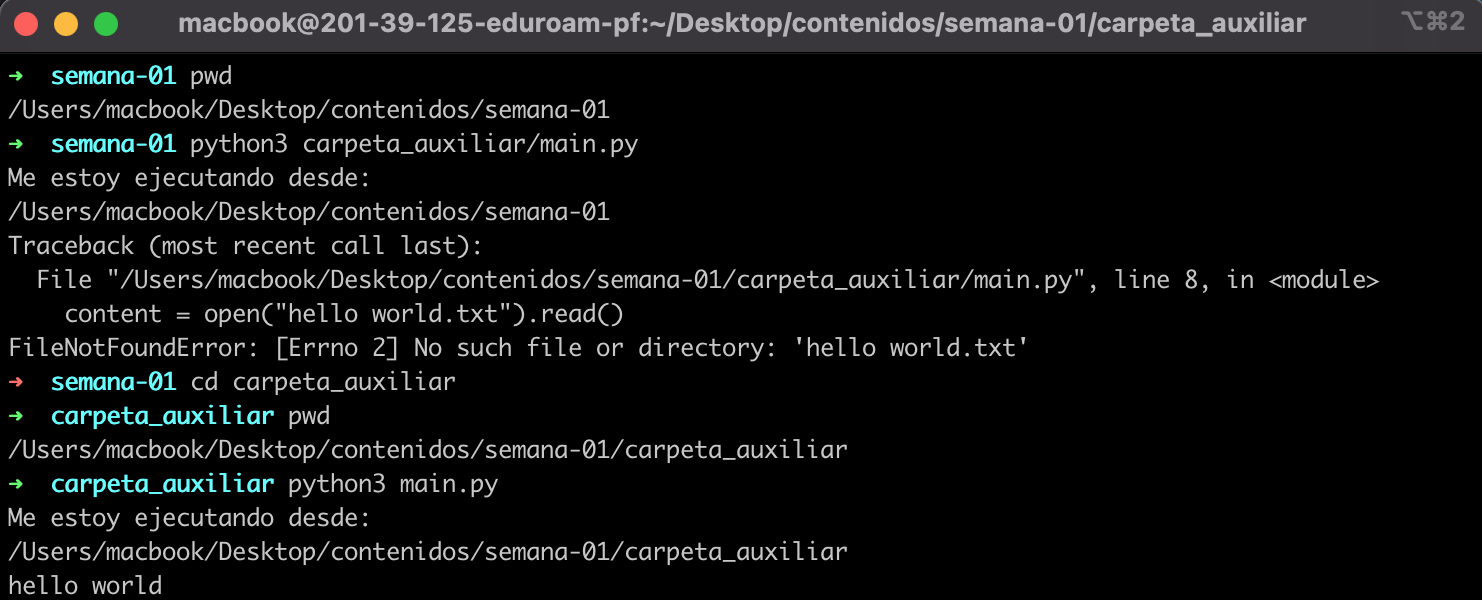 macbook@201-39-125-eduroam-pf:~/Desktop/contenidos/semana-01/carpeta_auxiliar ⌥⌘2
➜  semana-01 pwd
/Users/macbook/Desktop/contenidos/semana-01
➜  semana-01 python3 carpeta_auxiliar/main.py
Me estoy ejecutando desde:
/Users/macbook/Desktop/contenidos/semana-01
Traceback (most recent call last):
  File "/Users/macbook/Desktop/contenidos/semana-01/carpeta_auxiliar/main.py", line 8, in <module>
    content = open("hello world.txt").read()
FileNotFoundError: [Errno 2] No such file or directory: 'hello world.txt'
➜  semana-01 cd carpeta_auxiliar
➜  carpeta_auxiliar pwd
/Users/macbook/Desktop/contenidos/semana-01/carpeta_auxiliar
➜  carpeta_auxiliar python3 main.py
Me estoy ejecutando desde:
/Users/macbook/Desktop/contenidos/semana-01/carpeta_auxiliar
hello world